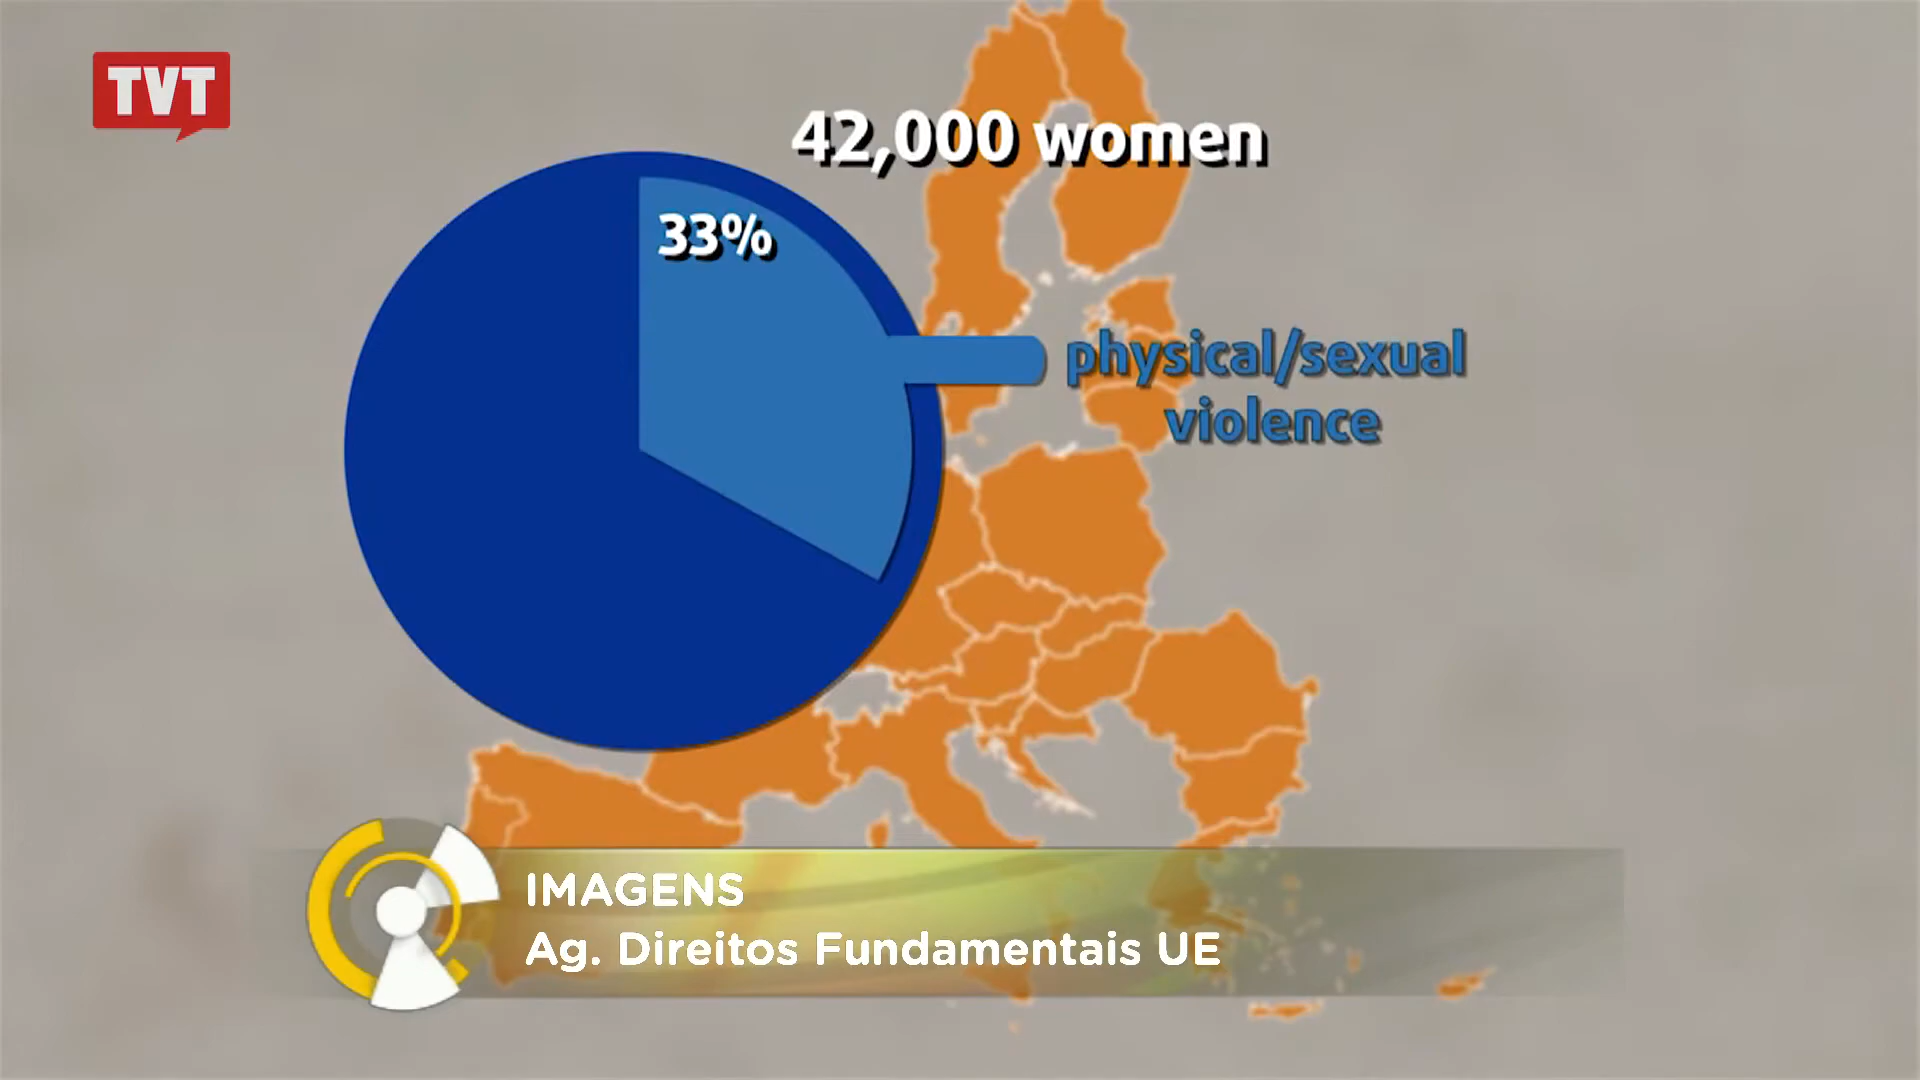 TVT
42,000 women
33%
physical/sexual
violence
IMAGENS
Ag. Direitos Fundamentais UE